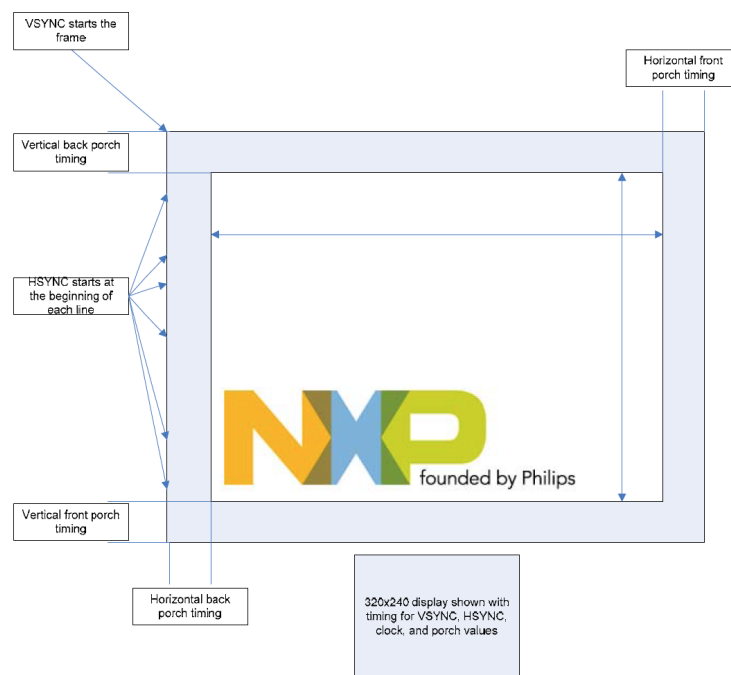 VSYNC starts the
frame
Horizontal front
porch timing
Vertical back porch
timing
HSYNC starts at
the beginning of
each line
NXP
founded by Philips
Vertical front porch
timing
Horizontal back
porch timing
320x240 display shown with
timing for VSYNC, HSYNC,
clock, and porch values